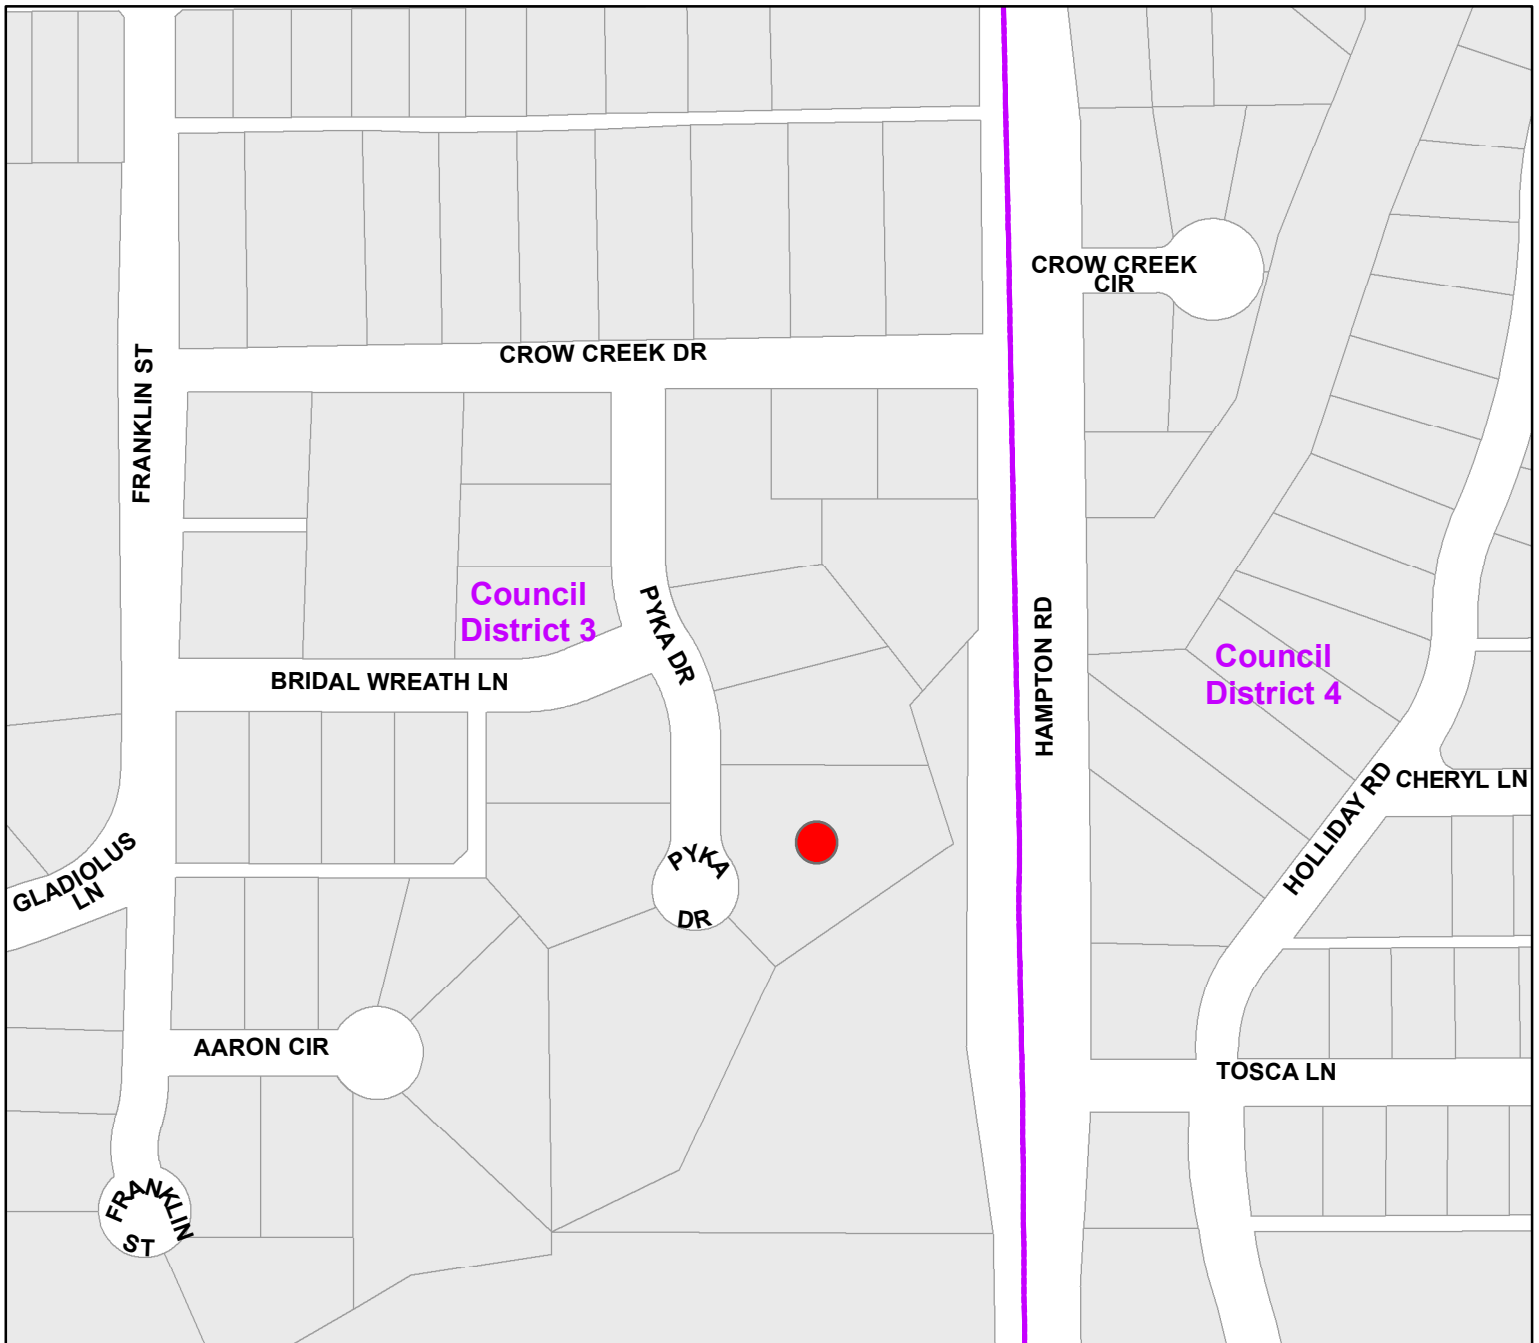 CROW CREEK
CIR
CROW CREEK DR
FRANKLIN ST
Council
District 3
PYKA DR
HAMPTON RD
Council
District 4
BRIDAL WREATH LN
CHERYL LN
HOLLIDAY RD
GLADIOLUS
LN
PYKA
DR
AARON CIR
TOSCA LN
FRANKLIN
ST